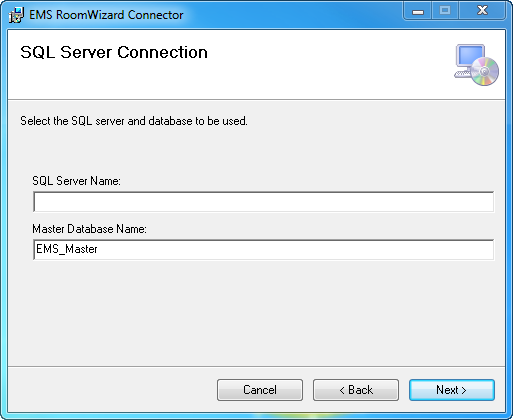 EMS RoomWizard Connector
SQL Server Connection
Select the SQL server and database to be used.
SQL Server Name:
Master Database Name:
EMS_Master
Cancel
< Back
Next >